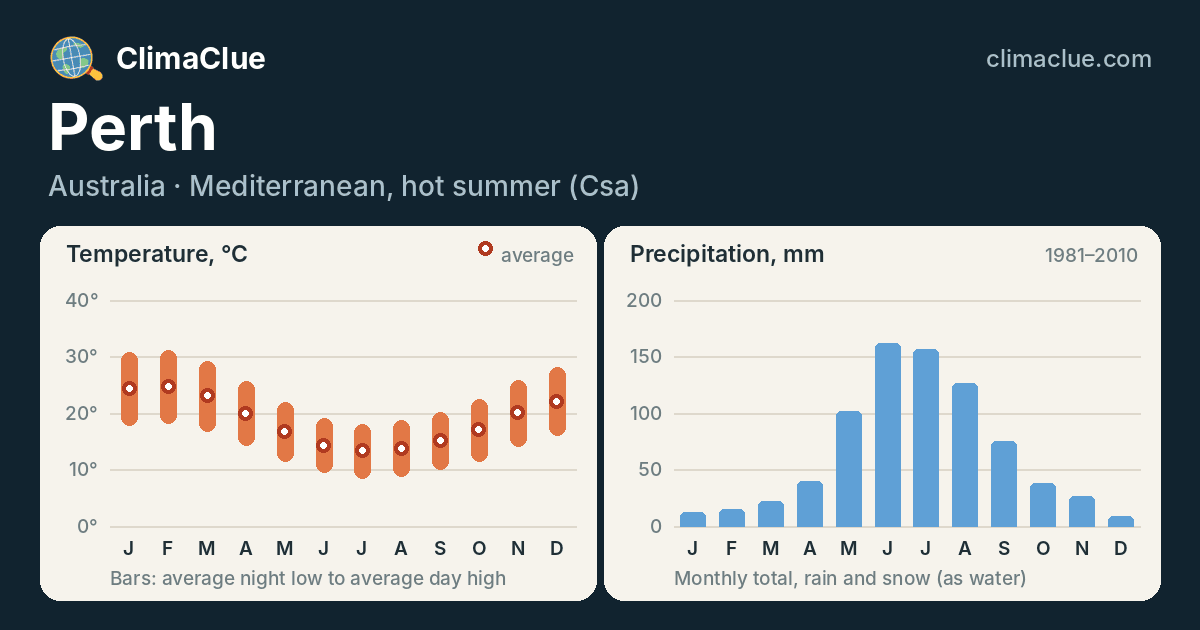 ClimaClue
climaclue.com
Perth
Australia · Mediterranean, hot summer (Csa)
Temperature, °C
average
40°
30°
20°
10°
0°
J F M A M J J A S O N D
Bars: average night low to average day high
Precipitation, mm
1981–2010
200
150
100
50
0
J F M A M J J A S O N D
Monthly total, rain and snow (as water)